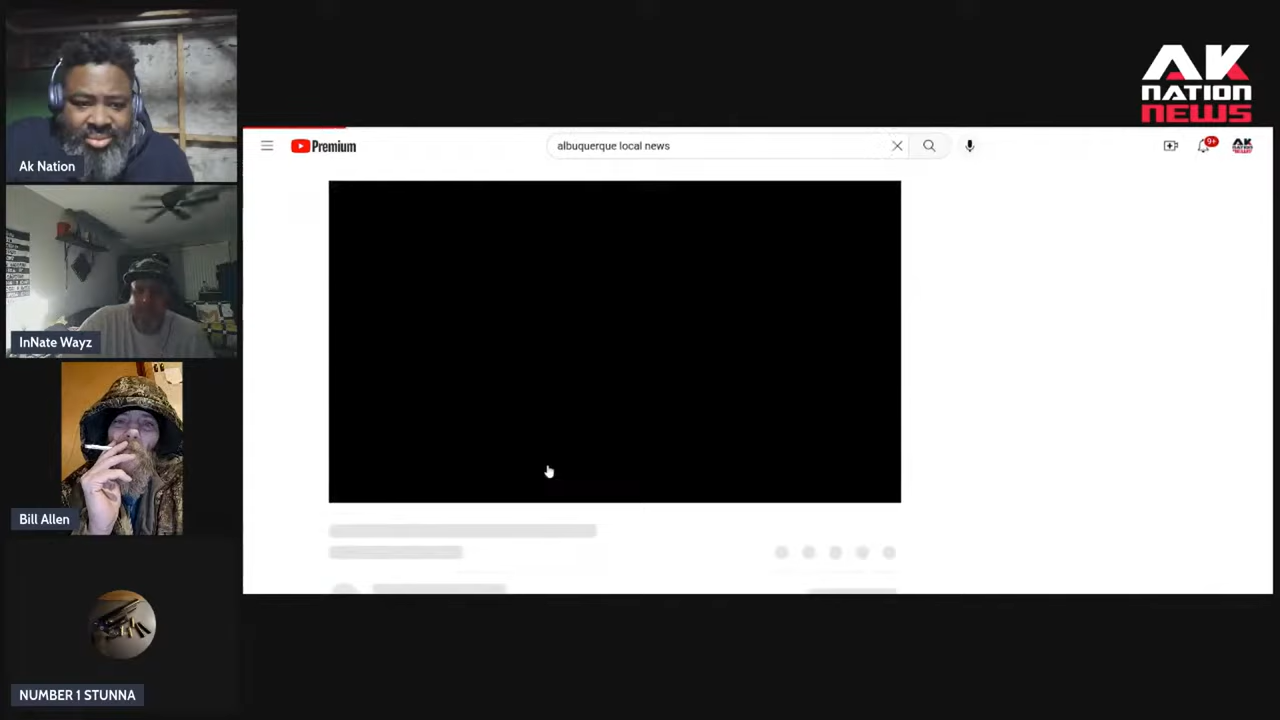 AK
NATION
NEWS
Ak Nation
Premium
albuquerque local news
9+
InNate Wayz
Bill Allen
NUMBER 1 STUNNA